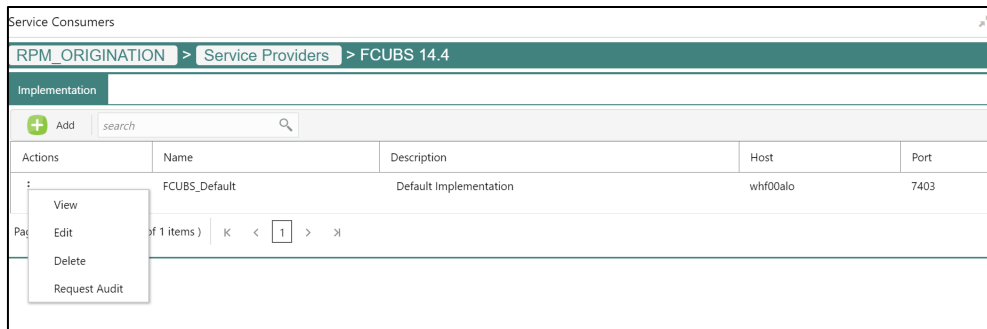 Service Consumers
RPM_ORIGINATION > Service Providers > FCUBS 14.4
Implementation
Add search
Actions Name Description Host Port
FCUBS_Default Default Implementation whf00alo 7403
View
Edit
Delete
Request Audit
of 1 items ) K < 1 > >|